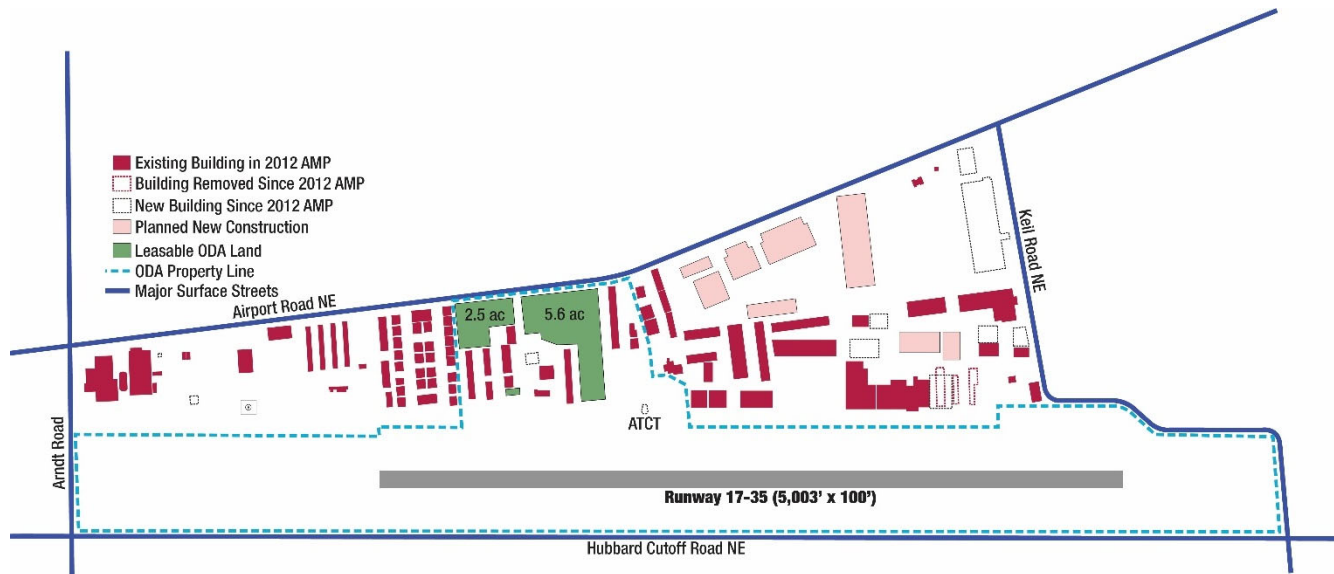 Existing Building in 2012 AMP
Building Removed Since 2012 AMP
New Building Since 2012 AMP
Planned New Construction
Leasable ODA Land
ODA Property Line
Major Surface Streets
Airport Road NE
2.5 ac
5.6 ac
Keil Road NE
Arndt Road
ATCT
Runway 17-35 (5,003' x 100')
Hubbard Cutoff Road NE